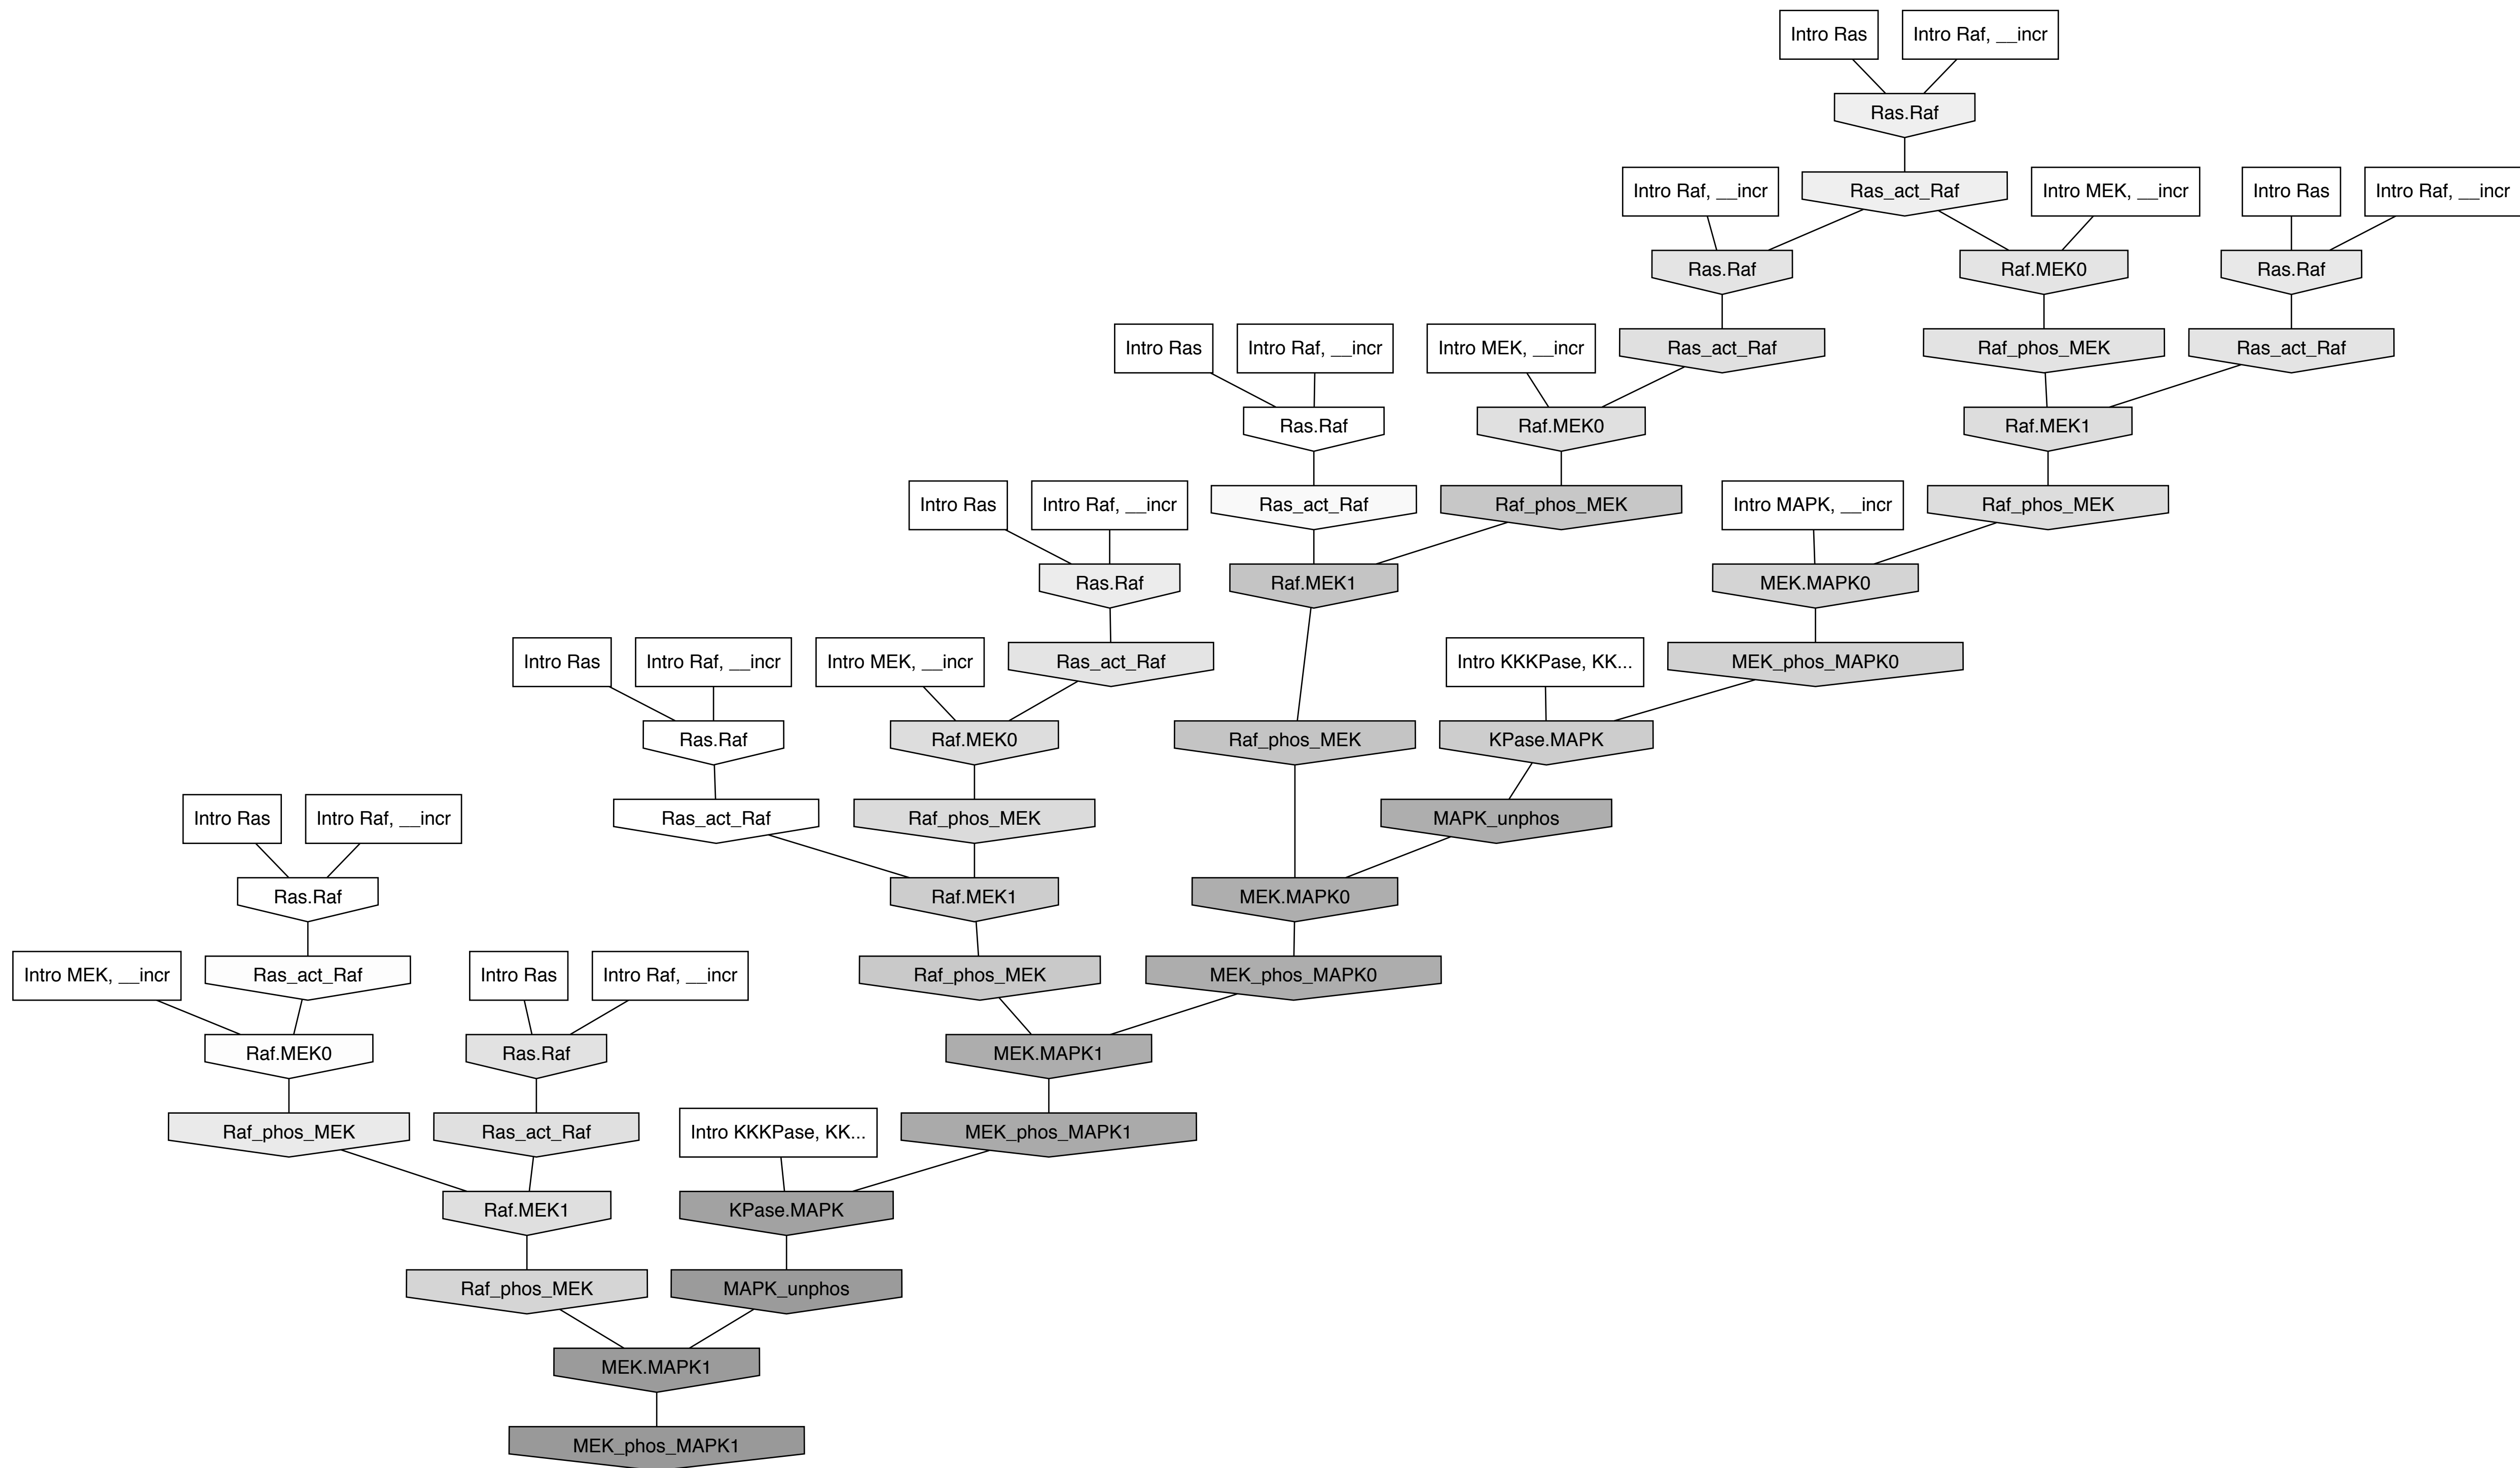 Intro Ras
Intro Raf, __incr
Ras.Raf
Intro Raf, __incr
Ras_act_Raf
Intro MEK, __incr
Intro Ras
Intro Raf, __incr
Ras.Raf
Raf.MEK0
Ras.Raf
Intro Ras
Intro Raf, __incr
Intro MEK, __incr
Ras_act_Raf
Raf_phos_MEK
Ras_act_Raf
Ras.Raf
Raf.MEK0
Raf.MEK1
Intro Ras
Intro Raf, __incr
Ras_act_Raf
Raf_phos_MEK
Intro MAPK, __incr
Raf_phos_MEK
Ras.Raf
Raf.MEK1
MEK.MAPK0
Intro Ras
Intro Raf, __incr
Intro MEK, __incr
Ras_act_Raf
Intro KKKPase, KK...
MEK_phos_MAPK0
Ras.Raf
Raf.MEK0
Raf_phos_MEK
KPase.MAPK
Intro Ras
Intro Raf, __incr
Ras_act_Raf
Raf_phos_MEK
MAPK_unphos
Ras.Raf
Raf.MEK1
MEK.MAPK0
Intro MEK, __incr
Ras_act_Raf
Intro Ras
Intro Raf, __incr
Raf_phos_MEK
MEK_phos_MAPK0
Raf.MEK0
Ras.Raf
MEK.MAPK1
Raf_phos_MEK
Ras_act_Raf
Intro KKKPase, KK...
MEK_phos_MAPK1
Raf.MEK1
KPase.MAPK
Raf_phos_MEK
MAPK_unphos
MEK.MAPK1
MEK_phos_MAPK1